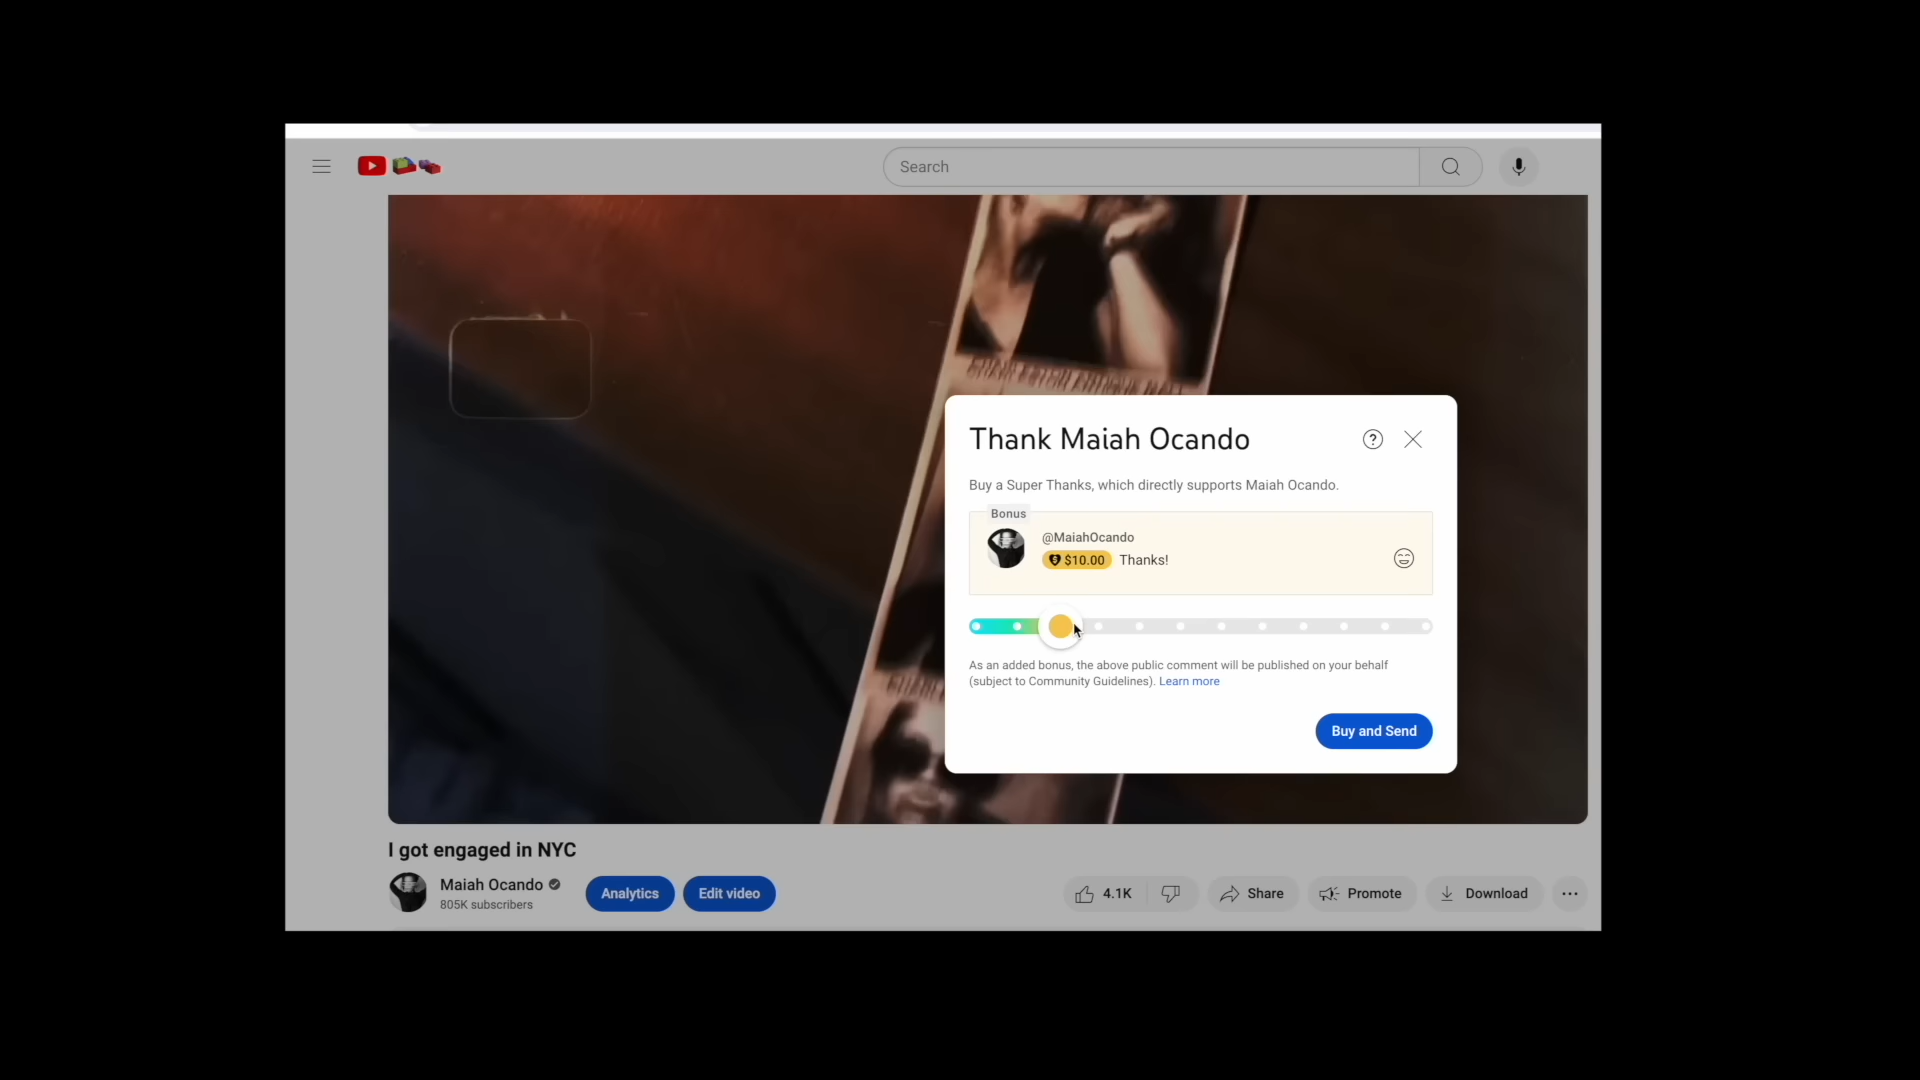 Search
Thank Maiah Ocando
Buy a Super Thanks, which directly supports Maiah Ocando.
Bonus
@MaiahOcando
$10.00 Thanks!
As an added bonus, the above public comment will be published on your behalf
(subject to Community Guidelines). Learn more
Buy and Send
I got engaged in NYC
Maiah Ocando
805K subscribers
Analytics
Edit video
4.1K
Share
Promote
Download